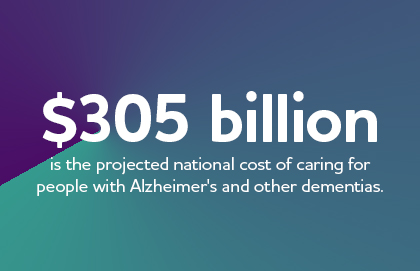 $305 billion
is the projected national cost of caring for
people with Alzheimer's and other dementias.